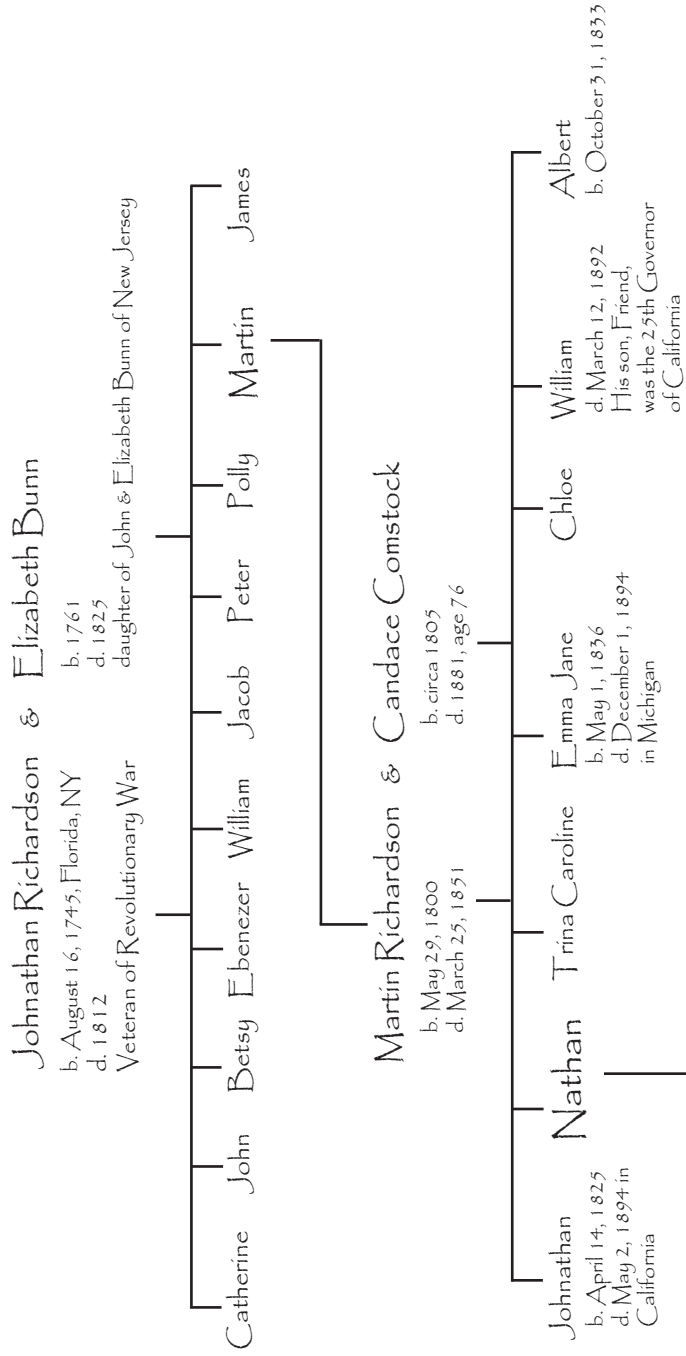 Johnathan Richardson & Elizabeth Bunn
b. August 16, 1745, Florida, NY
d. 1812
Veteran of Revolutionary War
b. 1761
d. 1825
daughter of John & Elizabeth Bunn of New Jersey
Catherine John Betsy Ebenezer William Jacob Peter Polly Martin James
Martin Richardson & Candace Comstock
b. May 29, 1800
d. March 25, 1851
b. circa 1805
d. 1881, age 76
Johnathan
b. April 14, 1825
d. May 2, 1894 in
California
Nathan
Trina Caroline
Emma Jane
b. May 1, 1836
d. December 1, 1894
in Michigan
Chloe
William
d. March 12, 1892
His son, Friend,
was the 25th Governor
of California
Albert
b. October 31, 1833